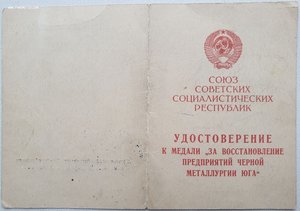 СОЮЗ
СОВЕТСКИХ
СОЦИАЛИСТИЧЕСКИХ
РЕСПУБЛИК
УДОСТОВЕРЕНИЕ
К МЕДАЛИ „ЗА ВОССТАНОВЛЕНИЕ
ПРЕДПРИЯТИЙ ЧЕРНОЙ
МЕТАЛЛУРГИИ ЮГА“